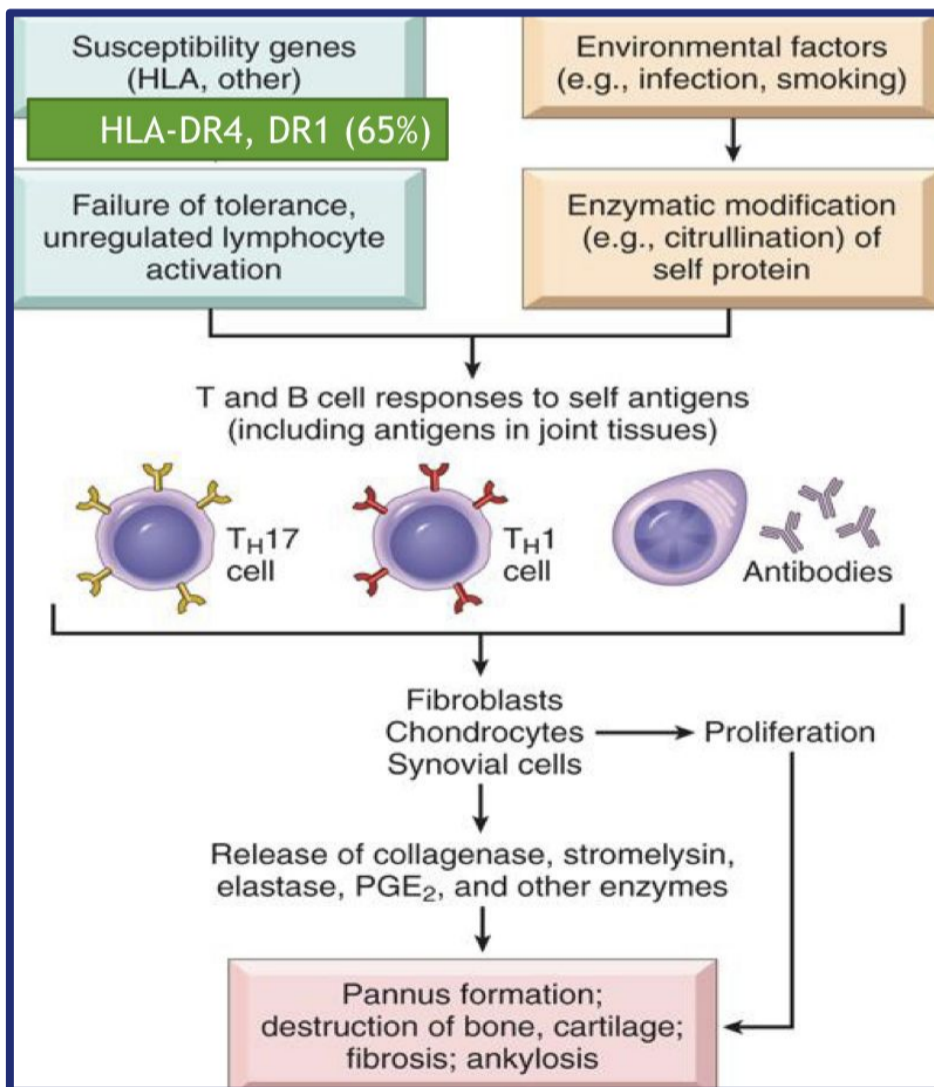 Susceptibility genes
(HLA, other)
HLA-DR4, DR1 (65%)
Environmental factors
(e.g., infection, smoking)
Failure of tolerance,
unregulated lymphocyte
activation
Enzymatic modification
(e.g., citrullination) of
self protein
T and B cell responses to self antigens
(including antigens in joint tissues)
TH17
cell
TH1
cell
Antibodies
Fibroblasts
Chondrocytes
Synovial cells
Proliferation
Release of collagenase, stromelysin,
elastase, PGE2, and other enzymes
Pannus formation;
destruction of bone, cartilage;
fibrosis; ankylosis